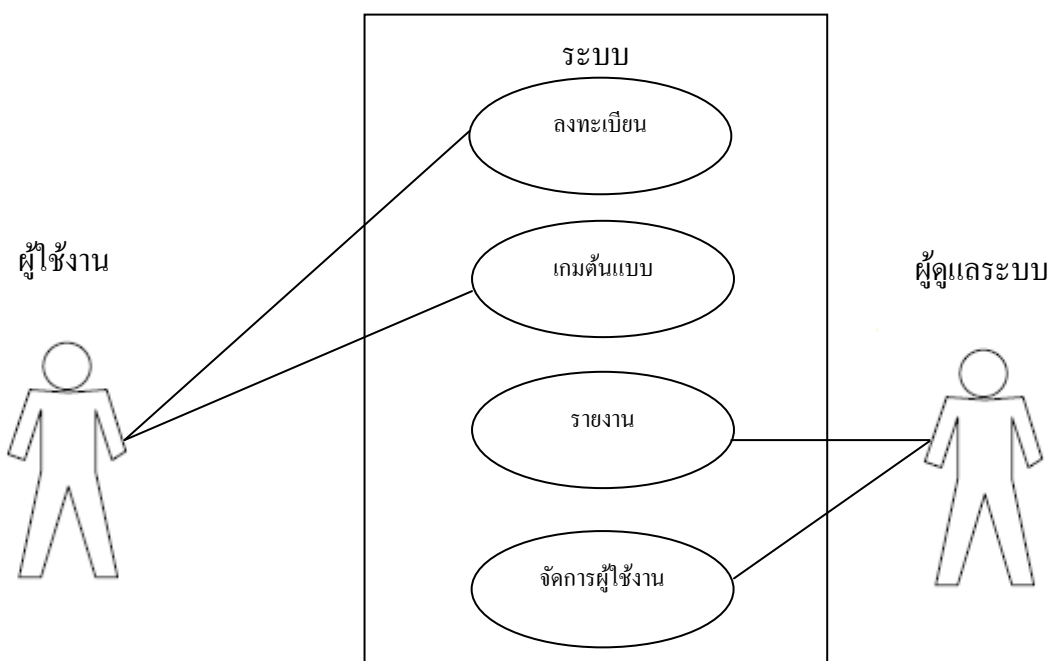 ระบบ
ลงทะเบียน
ผู้ใช้งาน
เกมต้นแบบ
ผู้ดูแลระบบ
รายงาน
จัดการผู้ใช้งาน